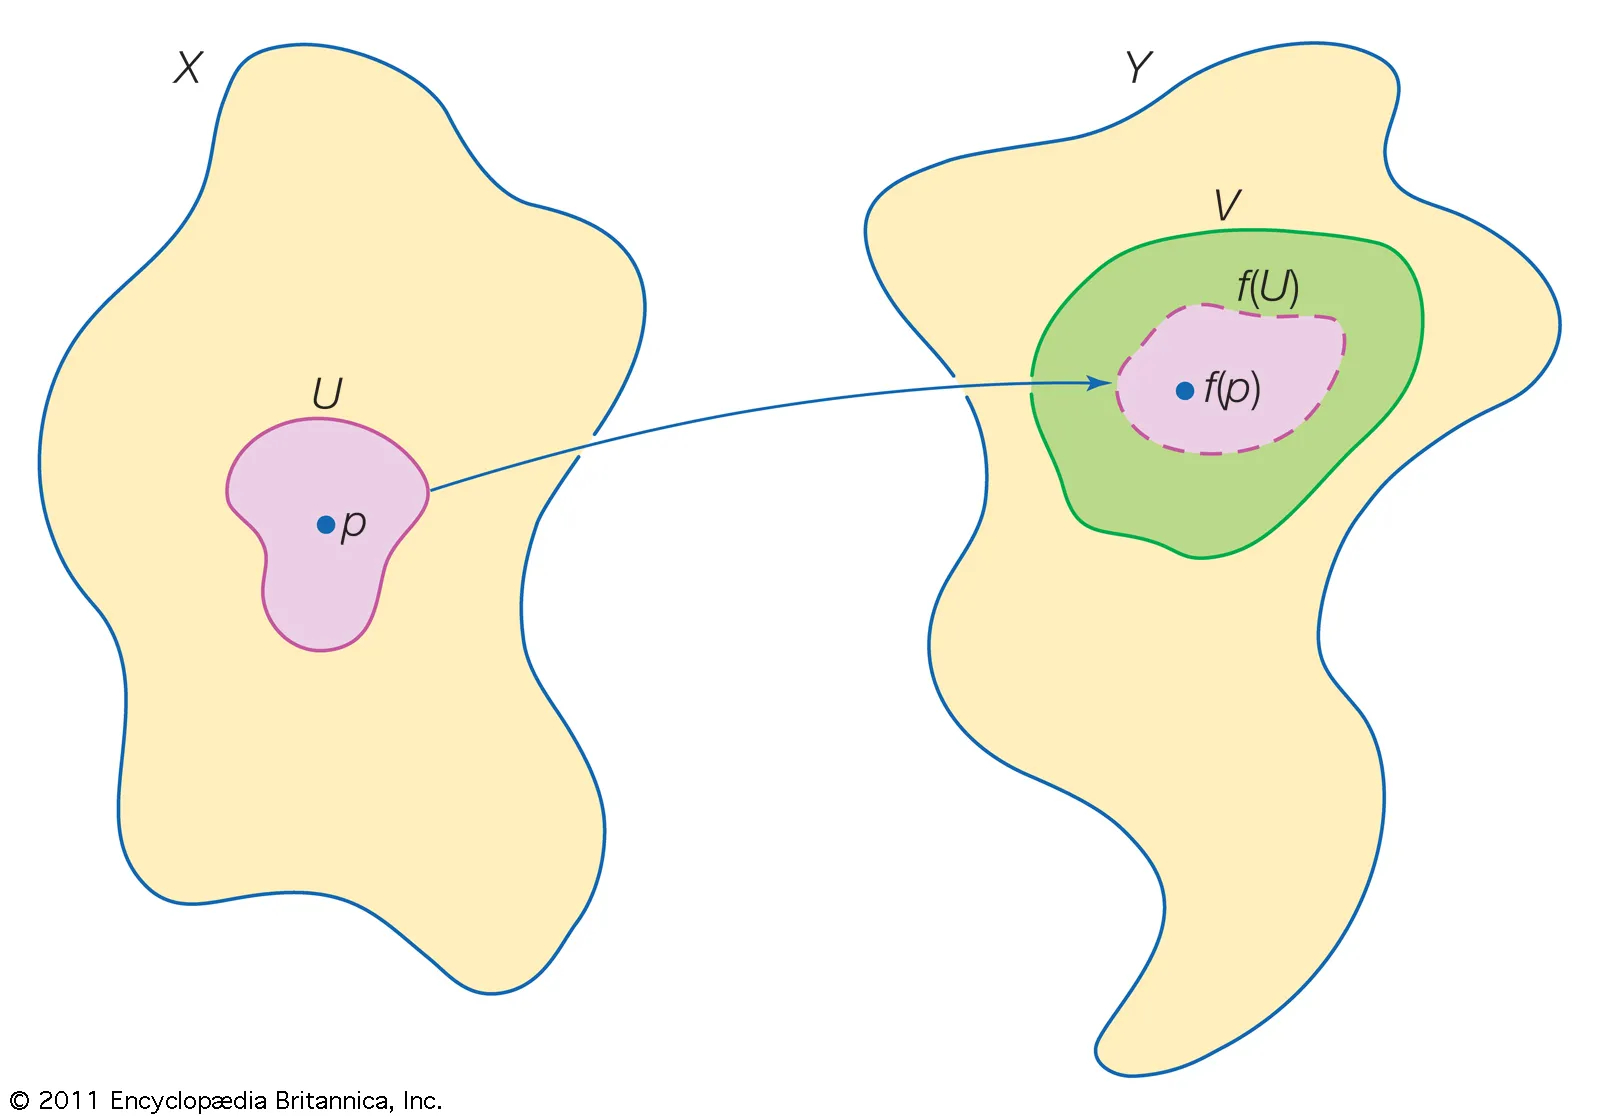 X
Y
V
f(U)
U
f(p)
p
© 2011 Encyclopædia Britannica, Inc.